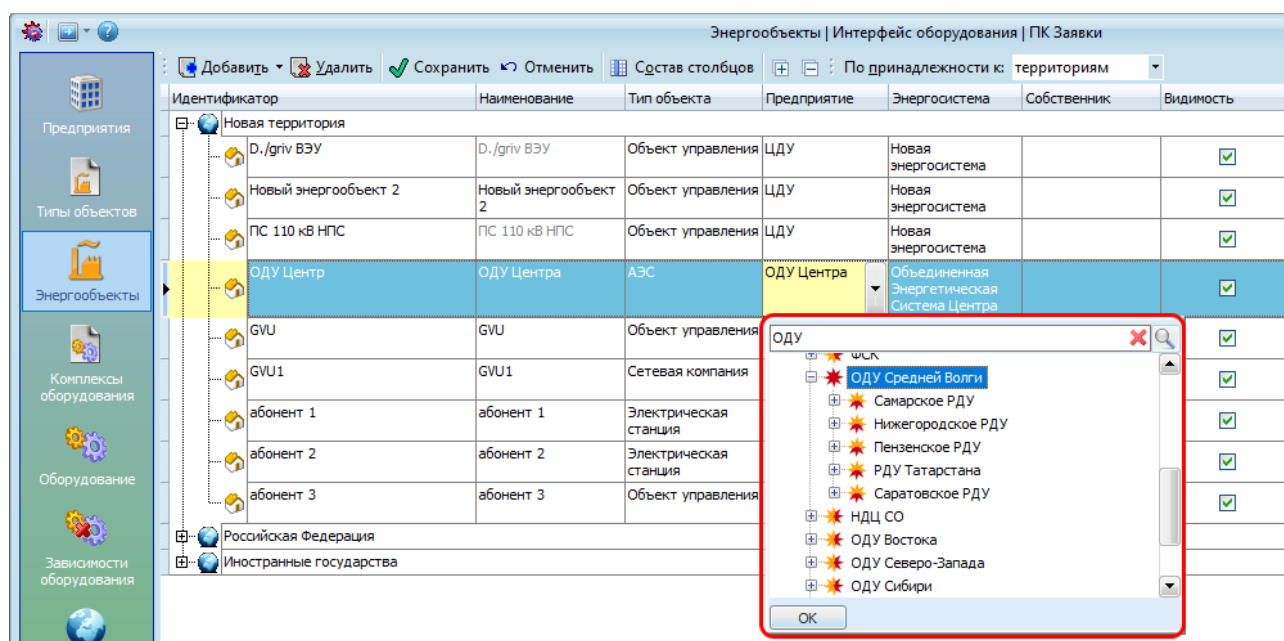 Энергообъекты | Интерфейс оборудования | ПК Заявки
Добавить Удалить Сохранить Отменить Состав столбцов По принадлежности к: территориям
Идентификатор Наименование Тип объекта Предприятие Энергосистема Собственник Видимость
Новая территория
D./griv ВЭУ D./griv ВЭУ Объект управления ЦДУ Новая
энергосистема
Новый энергообъект 2 Новый энергообъект Объект управления ЦДУ Новая
2 энергосистема
ПС 110 кВ НПС ПС 110 кВ НПС Объект управления ЦДУ Новая
энергосистема
ОДУ Центр ОДУ Центра АЭС ОДУ Центра Объединенная
Энергетическая
Система Центра
GVU GVU Объект управления
GVU1 GVU1 Сетевая компания
абонент 1 абонент 1 Электрическая
станция
абонент 2 абонент 2 Электрическая
станция
абонент 3 абонент 3 Объект управления
Российская Федерация
Иностранные государства
Предприятия
Типы объектов
Энергообъекты
Комплексы
оборудования
Оборудование
Зависимости
оборудования
ОДУ
ФСК
ОДУ Средней Волги
Самарское РДУ
Нижегородское РДУ
Пензенское РДУ
РДУ Татарстана
Саратовское РДУ
НДЦ СО
ОДУ Востока
ОДУ Северо-Запада
ОДУ Сибири
ОК